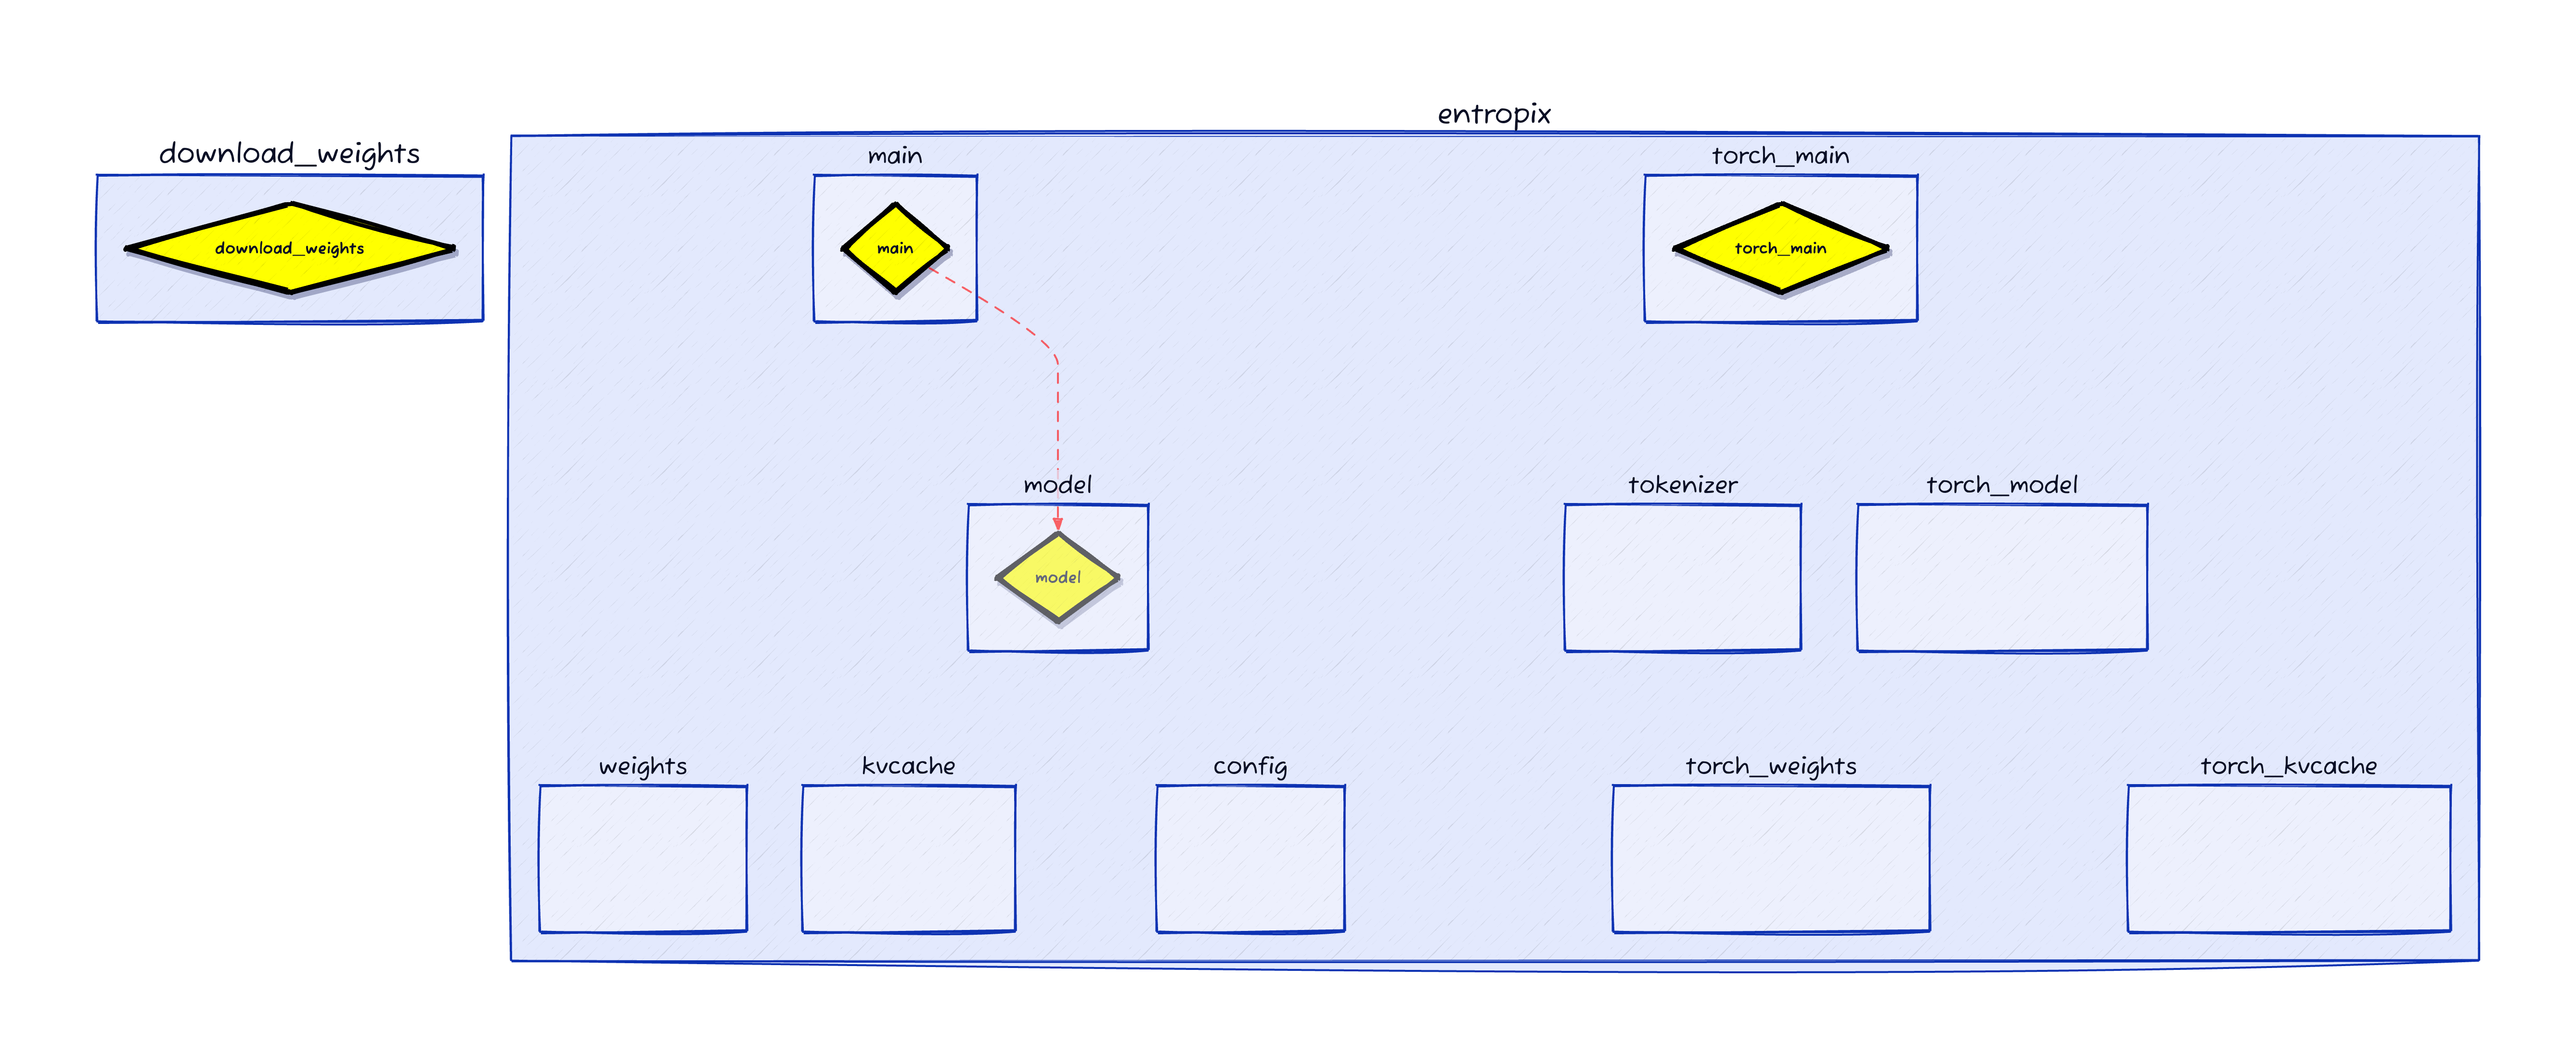 entropix
download_weights
download_weights
main
main
torch_main
torch_main
model
model
tokenizer
torch_model
weights
kvcache
config
torch_weights
torch_kvcache